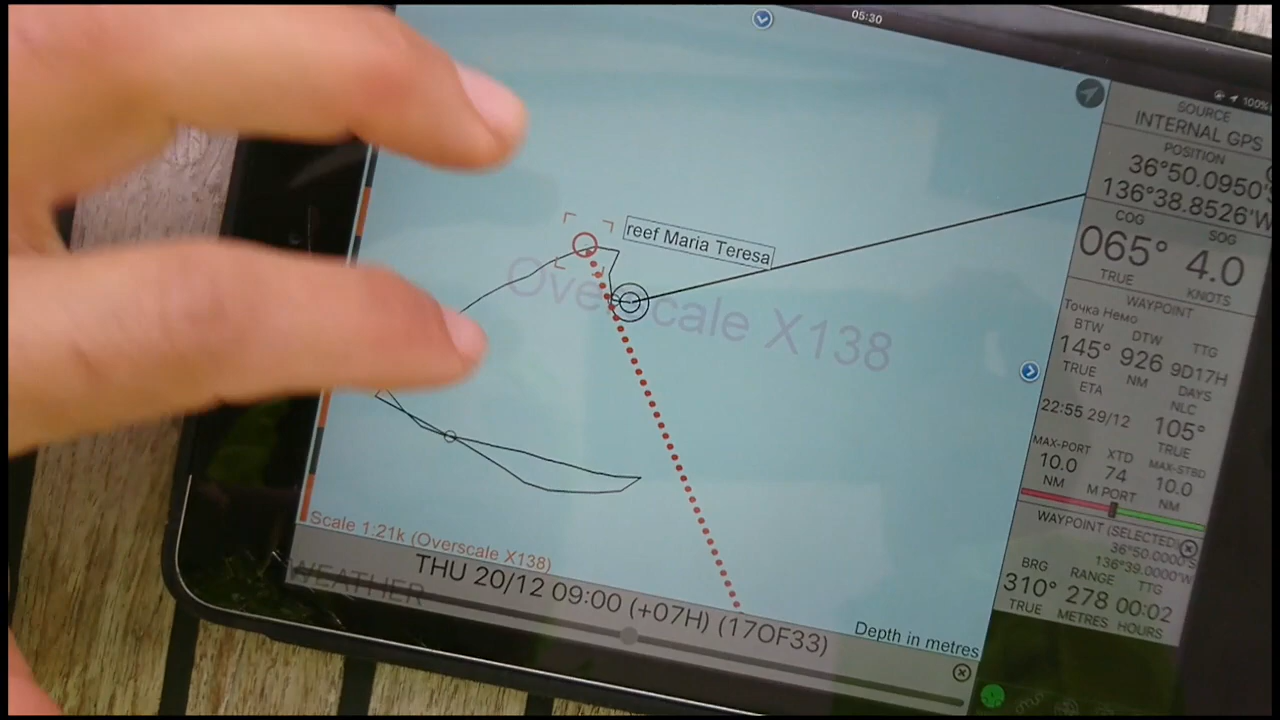 05:30
100%
SOURCE
INTERNAL GPS
POSITION
36°50.0950'S
136°38.8526'W
COG SOG
065° 4.0
TRUE KNOTS
WAYPOINT
Точка Немо
BTW DTW TTG
145° 926 9D17H
TRUE NM DAYS
ETA NLC
22:55 29/12 105°
TRUE
MAX-PORT XTD MAX-STBD
10.0 74 10.0
NM M PORT NM
WAYPOINT (SELECTED)
36°50.0000'S
136°39.0000'W
BRG RANGE TTG
310° 278 00:02
TRUE METRES HOURS
reef Maria Teresa
Overscale X138
Scale 1:21k (Overscale X138)
WEATHER
THU 20/12 09:00 (+07H) (17OF33)
Depth in metres